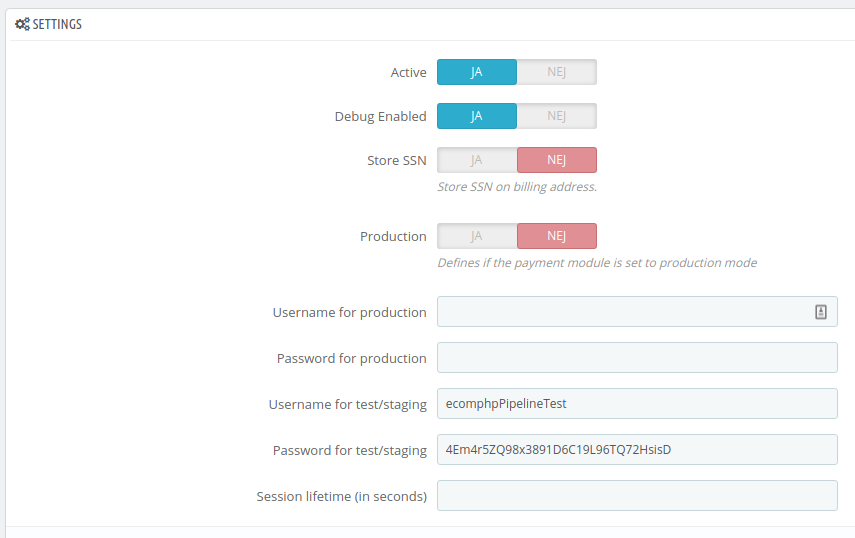 SETTINGS
Active JA NEJ
Debug Enabled JA NEJ
Store SSN JA NEJ
Store SSN on billing address.
Production JA NEJ
Defines if the payment module is set to production mode
Username for production
Password for production
Username for test/staging ecomphpPipelineTest
Password for test/staging 4Em4r5ZQ98x3891D6C19L96TQ72HsisD
Session lifetime (in seconds)